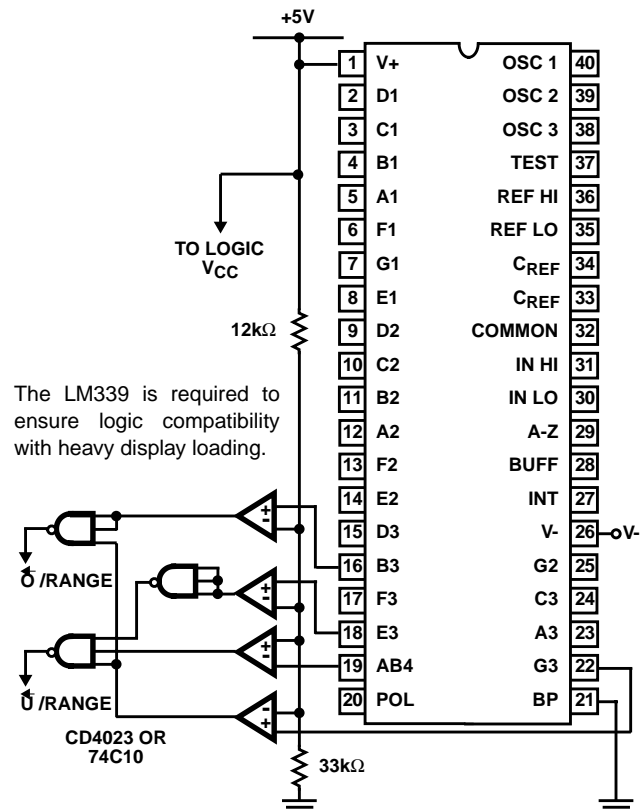 +5V
1 V+ OSC 1 40
2 D1 OSC 2 39
3 C1 OSC 3 38
4 B1 TEST 37
5 A1 REF HI 36
6 F1 REF LO 35
TO LOGIC
VCC
7 G1 CREF 34
8 E1 CREF 33
12kΩ
9 D2 COMMON 32
10 C2 IN HI 31
The LM339 is required to
ensure logic compatibility
with heavy display loading.
11 B2 IN LO 30
12 A2 A-Z 29
13 F2 BUFF 28
14 E2 INT 27
15 D3 V- 26 V-
16 B3 G2 25
17 F3 C3 24
18 E3 A3 23
19 AB4 G3 22
20 POL BP 21
+
-
+
-
-
+
-
+
O /RANGE
U /RANGE
CD4023 OR
74C10
33kΩ